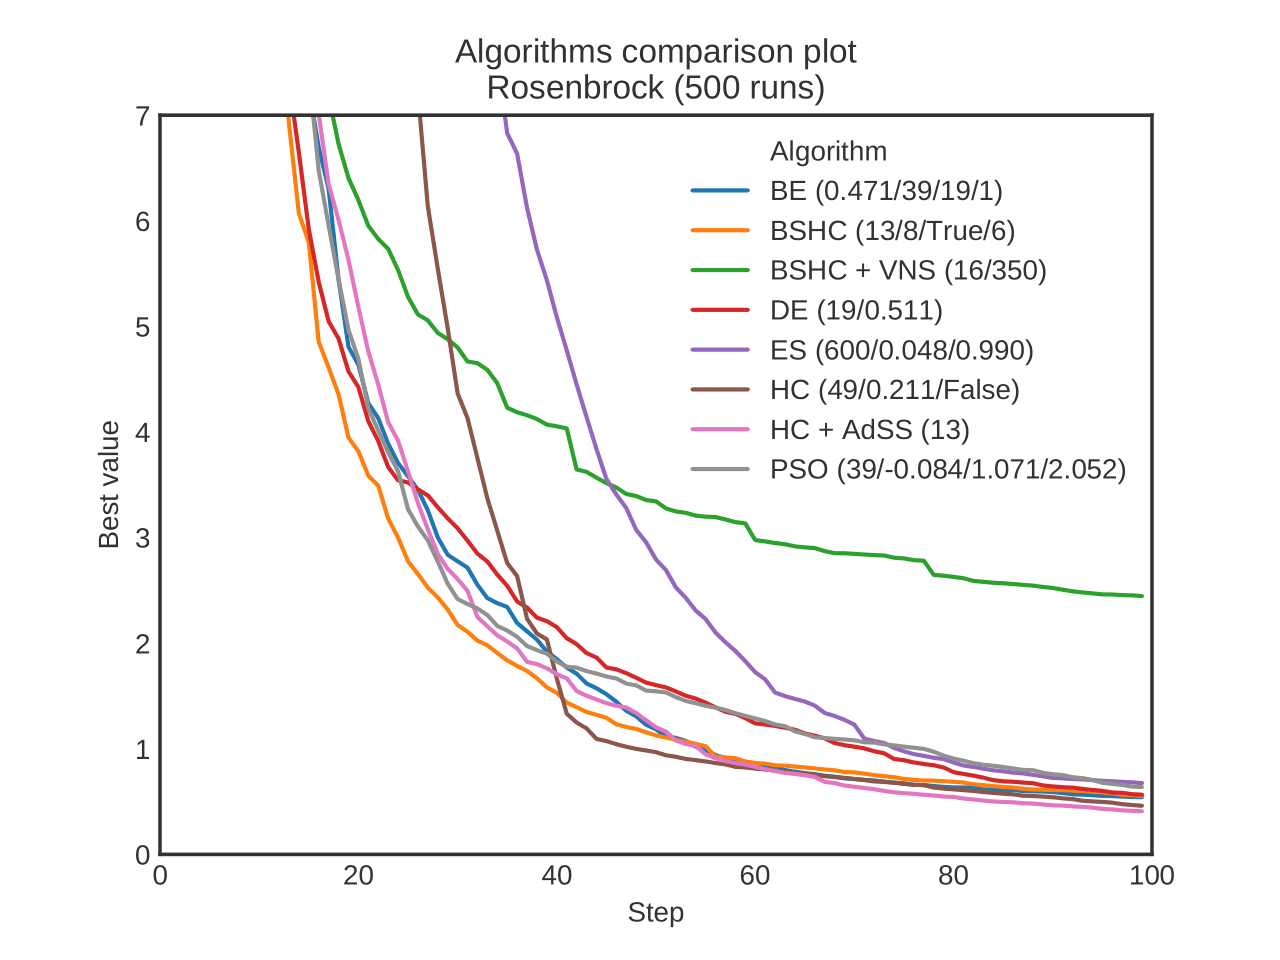 Algorithms comparison plot
Rosenbrock (500 runs)
7
6
5
4
3
2
1
0
Best value
Algorithm
BE (0.471/39/19/1)
BSHC (13/8/True/6)
BSHC + VNS (16/350)
DE (19/0.511)
ES (600/0.048/0.990)
HC (49/0.211/False)
HC + AdSS (13)
PSO (39/-0.084/1.071/2.052)
0 20 40 60 80 100
Step